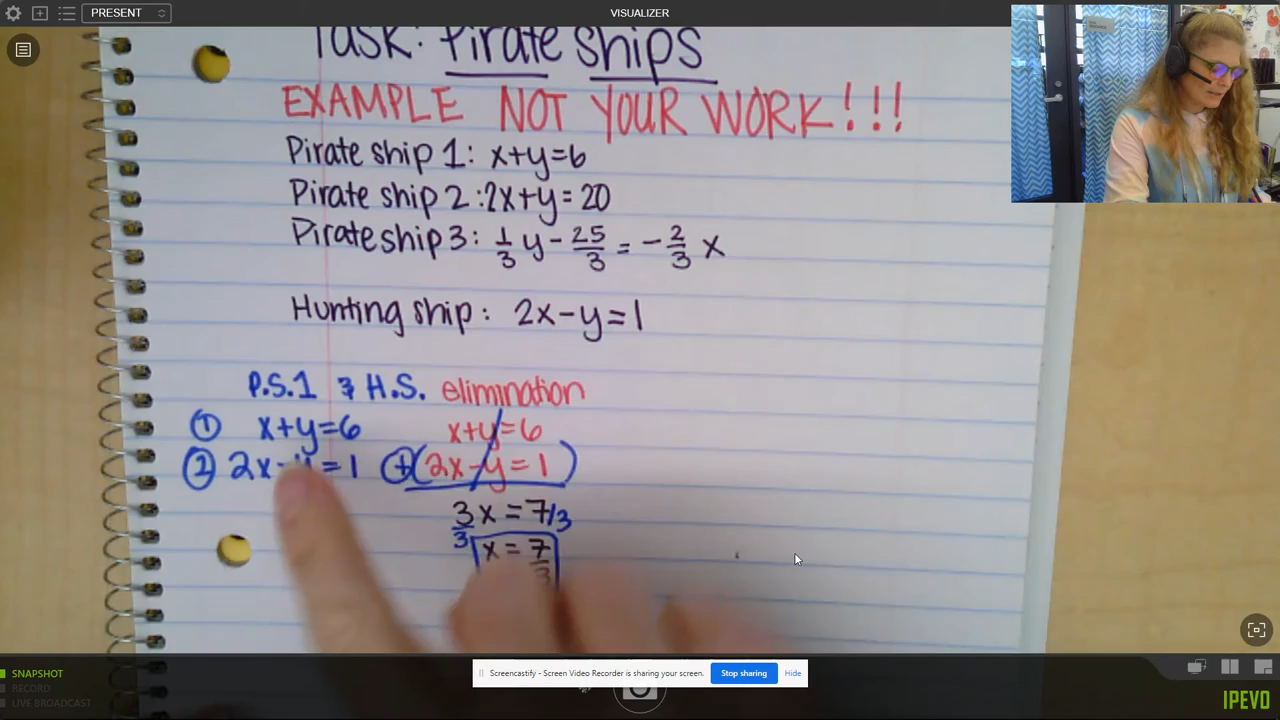 PRESENT
VISUALIZER
Task: Pirate Ships
EXAMPLE NOT YOUR WORK!!!
Pirate ship 1: x+y=6
Pirate ship 2: 2x+y=20
Pirate ship 3: 1/3 y - 25/3 = - 2/3 x
Hunting ship: 2x-y=1
P.S.1 & H.S. elimination
① x+y=6 x+y=6
② 2x-y=1 +(2x-y=1)
3x=7/3
3
x=7/3
Screencastify - Screen Video Recorder is sharing your screen. Stop sharing Hide
SNAPSHOT
RECORD
LIVE BROADCAST
IPEVO